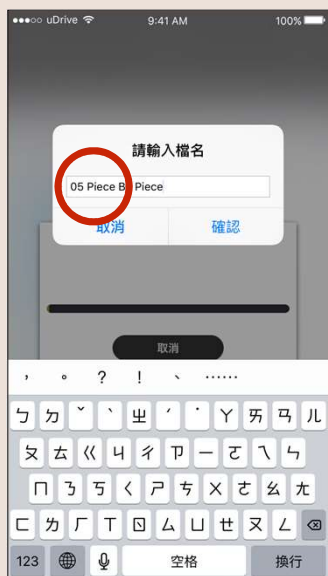 uDrive 9:41 AM 100%
請輸入檔名
05 Piece B Piece
取消 確認
取消
， 。 ? ! 、 ……
ㄅ ㄉ ˇ ˋ ㄓ ˊ ˙ ㄚ ㄞ ㄢ ㄦ
ㄆ ㄊ ㄍ ㄐ ㄔ ㄗ ㄧ ㄛ ㄟ ㄣ
ㄇ ㄋ ㄎ ㄑ ㄕ ㄘ ㄨ ㄜ ㄠ ㄤ
ㄈ ㄌ ㄏ ㄒ ㄖ ㄙ ㄩ ㄝ ㄡ ㄥ
123 空格 換行